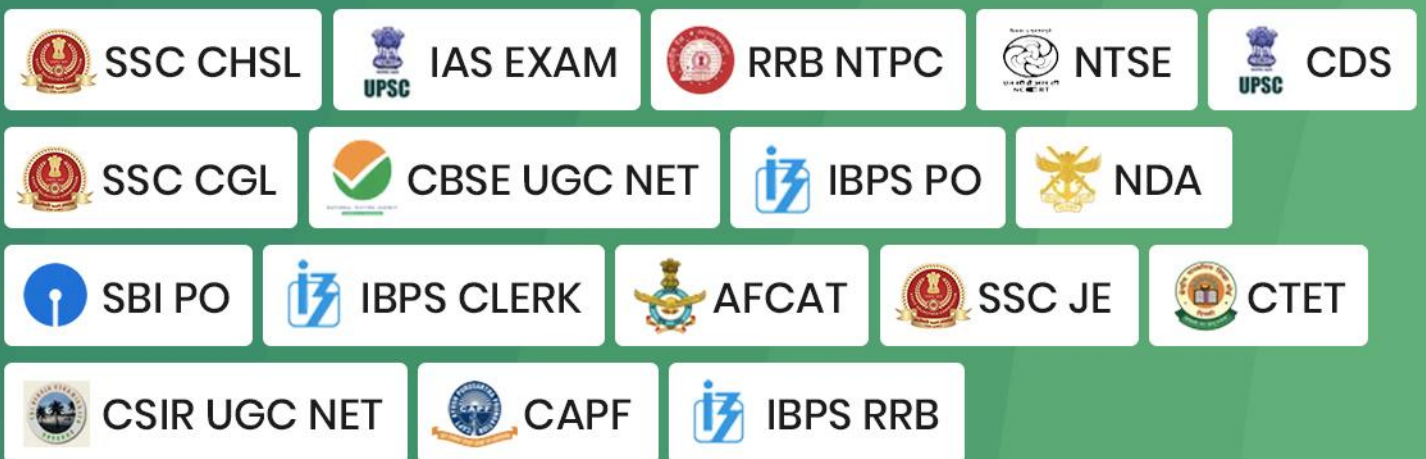 SSC CHSL UPSC IAS EXAM RRB NTPC NTSE UPSC CDS
SSC CGL CBSE UGC NET IBPS PO NDA
SBI PO IBPS CLERK AFCAT SSC JE CTET
CSIR UGC NET CAPF IBPS RRB